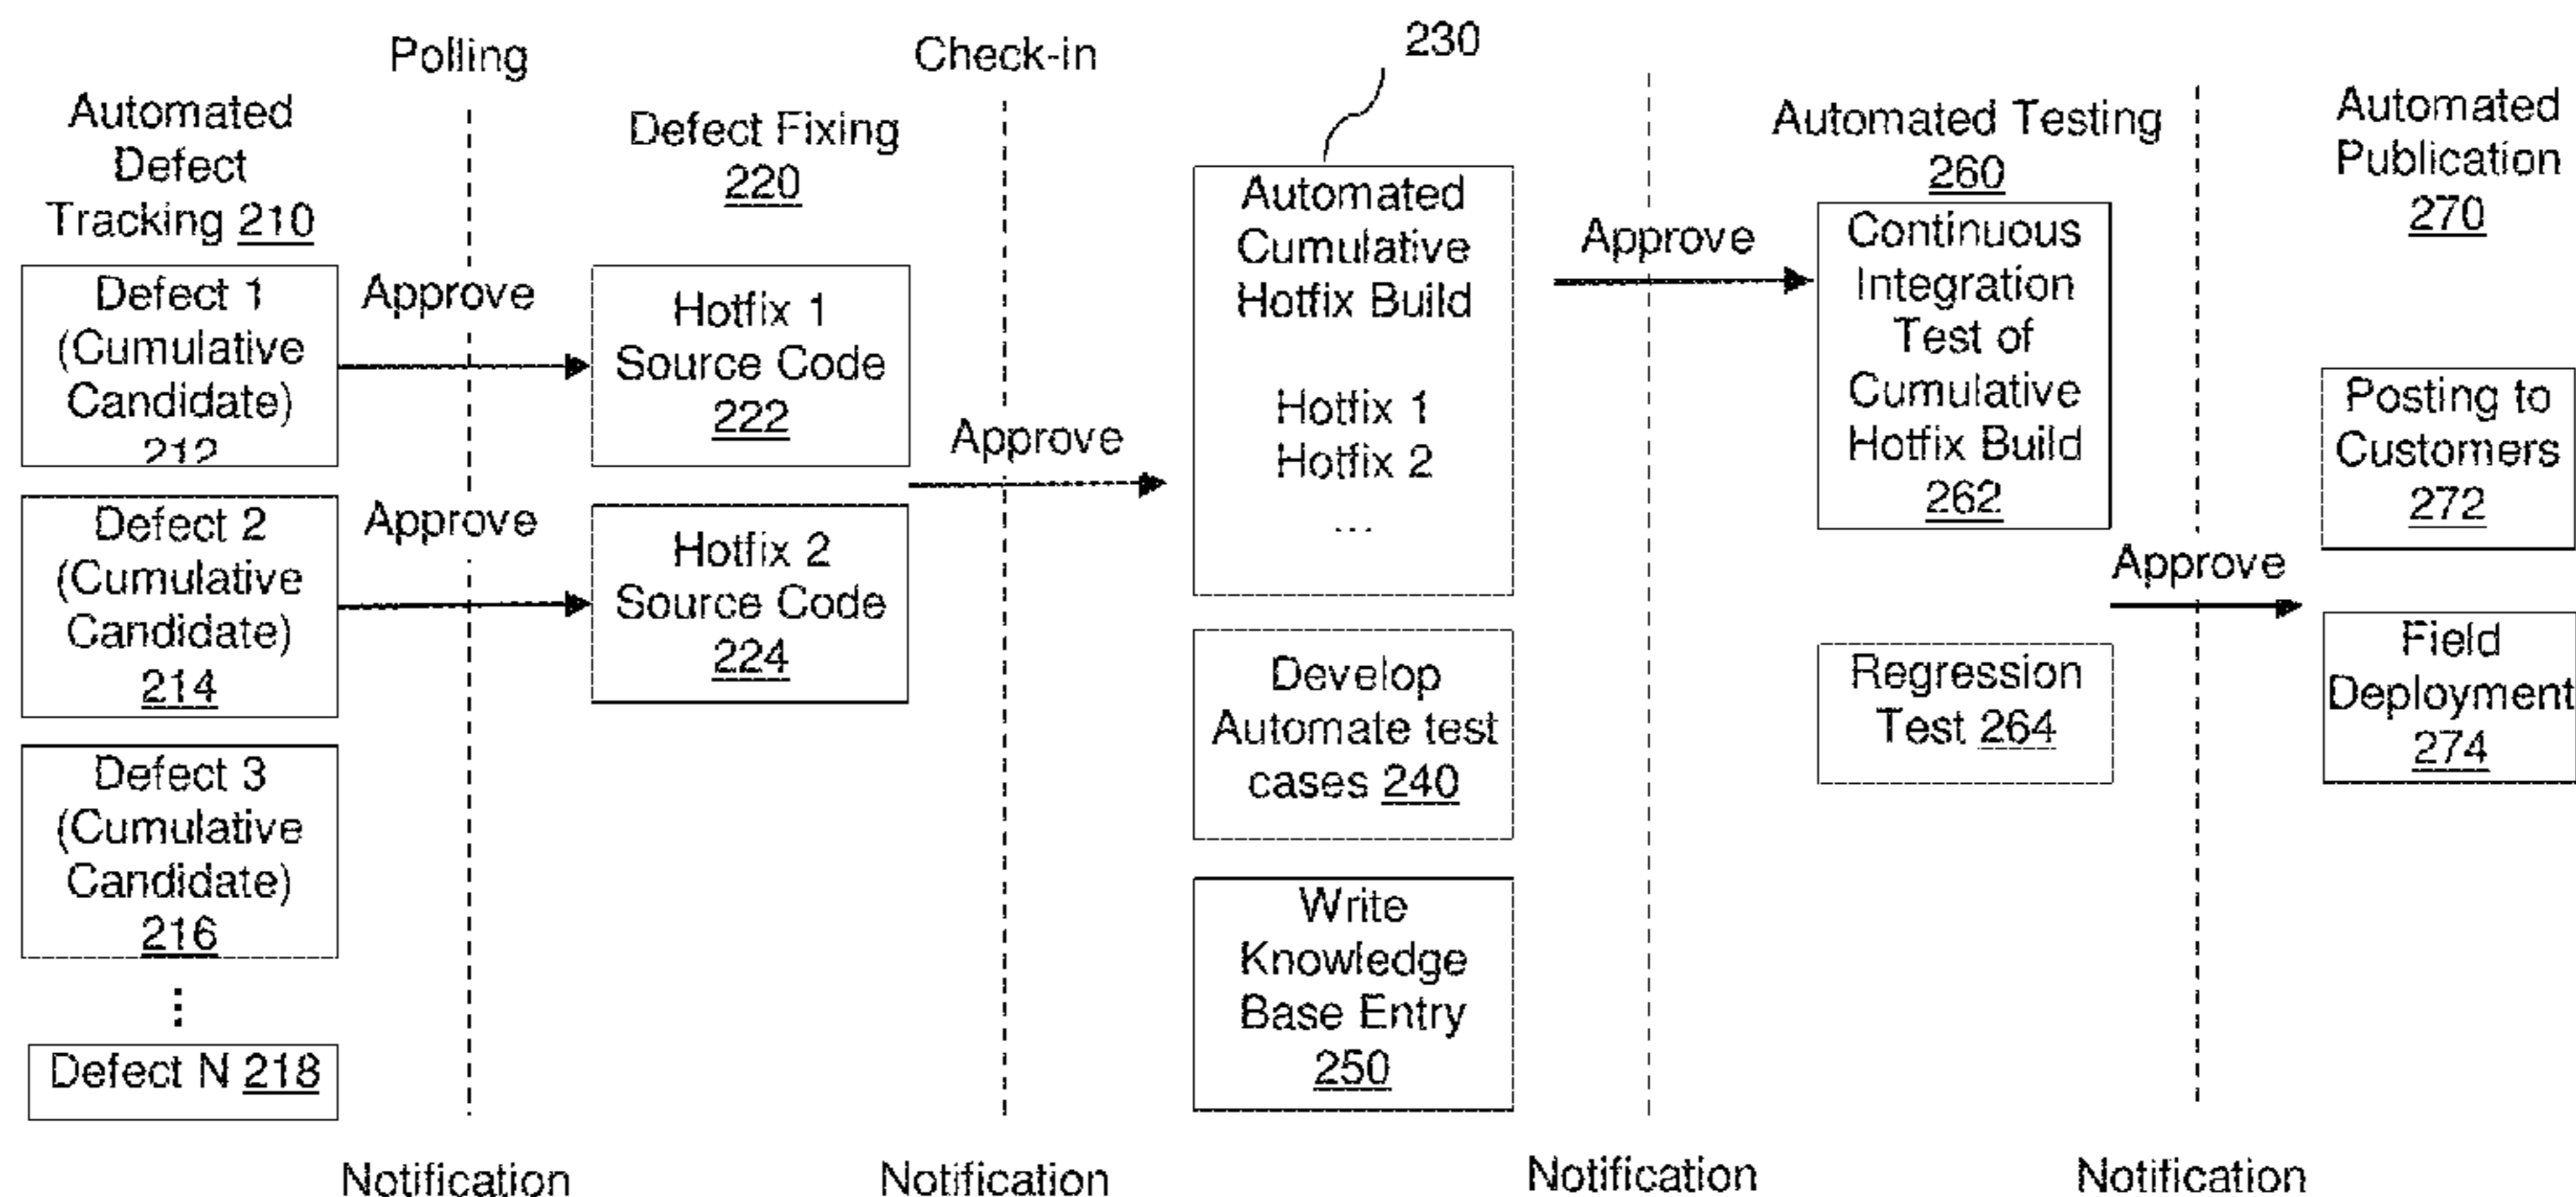 Polling
Check-in
230
Automated
Defect
Tracking 210
Defect 1
(Cumulative
Candidate)
212
Defect 2
(Cumulative
Candidate)
214
Defect 3
(Cumulative
Candidate)
216
Defect N 218
Approve
Approve
Defect Fixing
220
Hotfix 1
Source Code
222
Hotfix 2
Source Code
224
Approve
Automated
Cumulative
Hotfix Build
Hotfix 1
Hotfix 2
...
Develop
Automate test
cases 240
Write
Knowledge
Base Entry
250
Approve
Automated Testing
260
Continuous
Integration
Test of
Cumulative
Hotfix Build
262
Regression
Test 264
Approve
Automated
Publication
270
Posting to
Customers
272
Field
Deployment
274
Notification
Notification
Notification
Notification